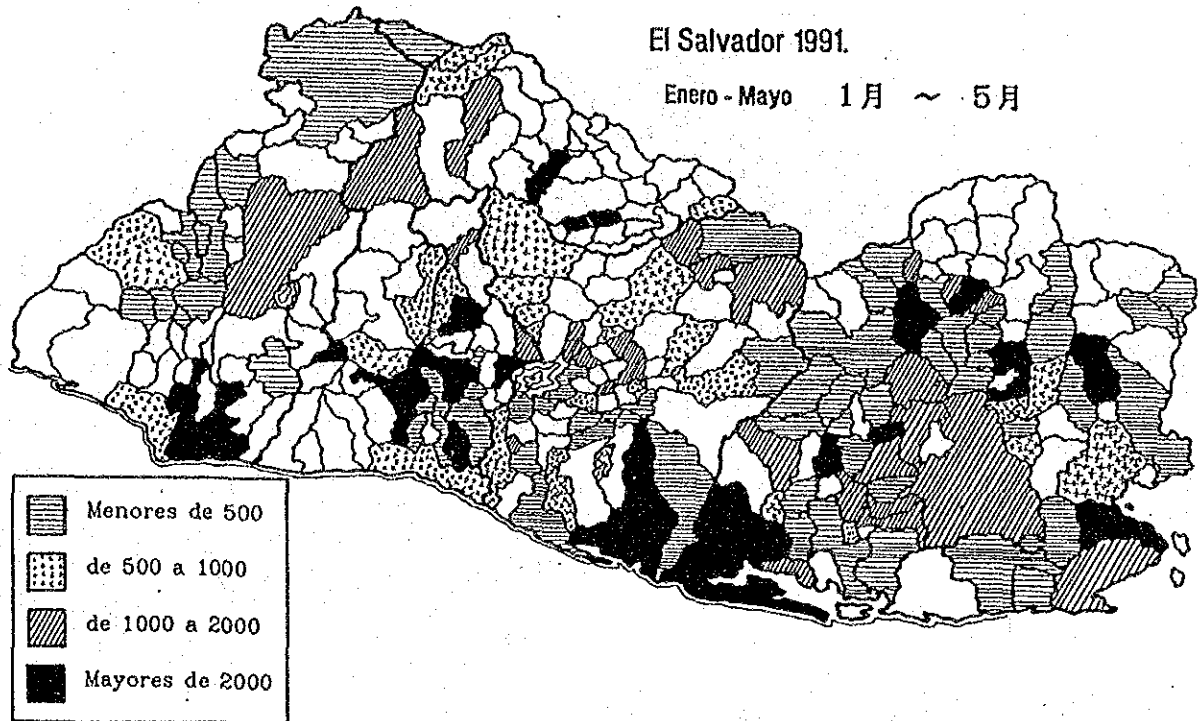 El Salvador 1991.
Enero - Mayo 1月 ~ 5月
Menores de 500
de 500 a 1000
de 1000 a 2000
Mayores de 2000